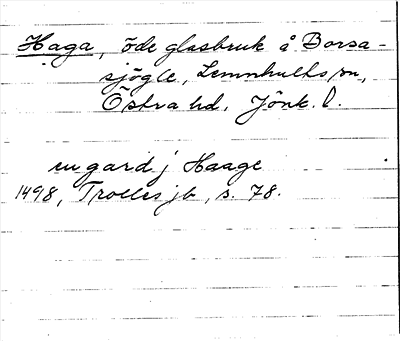 Haga, öde glasbruk å Borsa-
sjögle, Lemnhults sn,
Östra hd, Jönk. l.
en gard j Haage
1498, Trolles jb, s. 78.